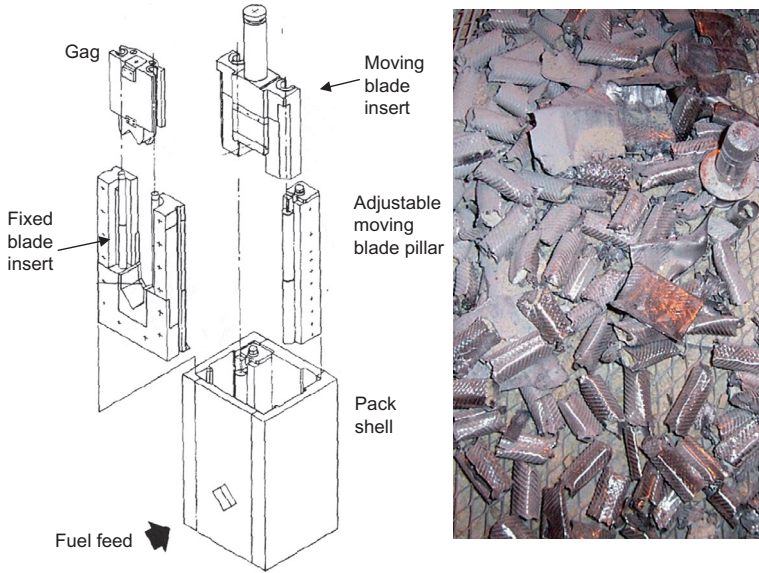 Gag
Moving
blade
insert
Fixed
blade
insert
Adjustable
moving
blade pillar
Pack
shell
Fuel feed